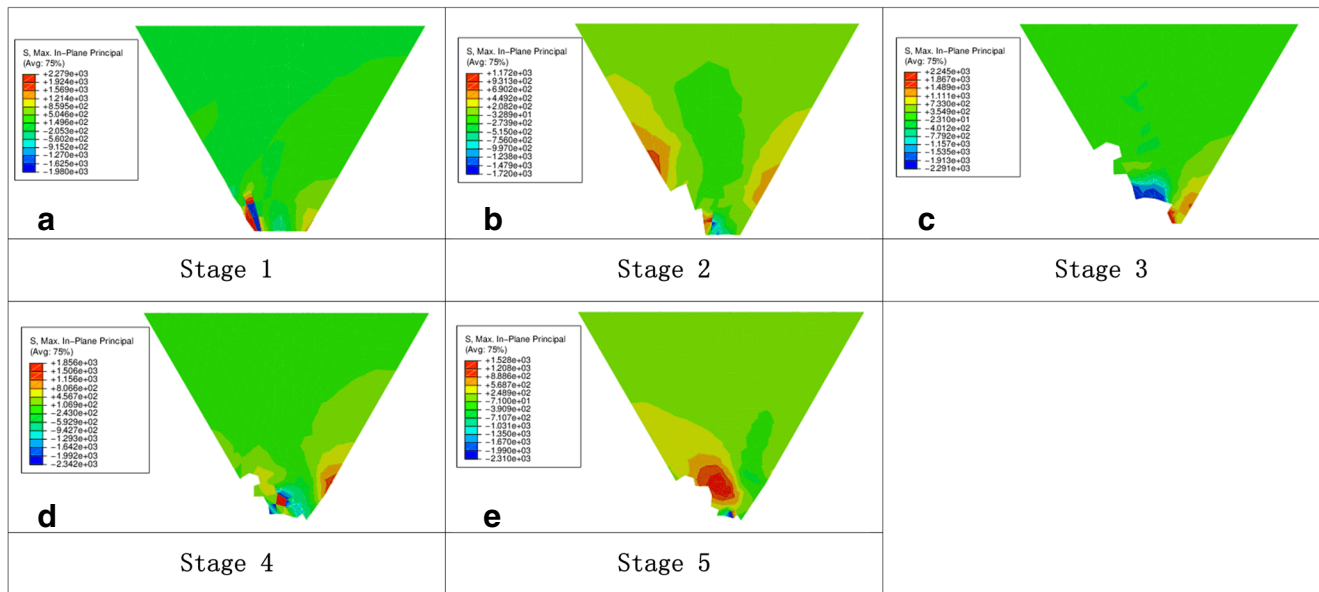 S, Max. In-Plane Principal
(Avg: 75%)
+2.279e+03
+1.924e+03
+1.569e+03
+1.214e+03
+8.595e+02
+5.046e+02
+1.496e+02
-2.053e+02
-5.602e+02
-9.152e+02
-1.270e+03
-1.625e+03
-1.980e+03
a
S, Max. In-Plane Principal
(Avg: 75%)
+1.172e+03
+9.313e+02
+6.902e+02
+4.492e+02
+2.082e+02
-3.289e+01
-2.739e+02
-5.150e+02
-7.560e+02
-9.970e+02
-1.238e+03
-1.479e+03
-1.720e+03
b
S, Max. In-Plane Principal
(Avg: 75%)
+2.245e+03
+1.867e+03
+1.489e+03
+1.111e+03
+7.330e+02
+3.549e+02
-2.310e+01
-4.012e+02
-7.792e+02
-1.157e+03
-1.535e+03
-1.913e+03
-2.291e+03
c
Stage 1
Stage 2
Stage 3
S, Max. In-Plane Principal
(Avg: 75%)
+1.856e+03
+1.506e+03
+1.156e+03
+8.066e+02
+4.567e+02
+1.069e+02
-2.430e+02
-5.929e+02
-9.427e+02
-1.293e+03
-1.642e+03
-1.992e+03
-2.342e+03
d
S, Max. In-Plane Principal
(Avg: 75%)
+1.528e+03
+1.208e+03
+8.886e+02
+5.687e+02
+2.489e+02
-7.100e+01
-3.909e+02
-7.107e+02
-1.031e+03
-1.350e+03
-1.670e+03
-1.990e+03
-2.310e+03
e
Stage 4
Stage 5